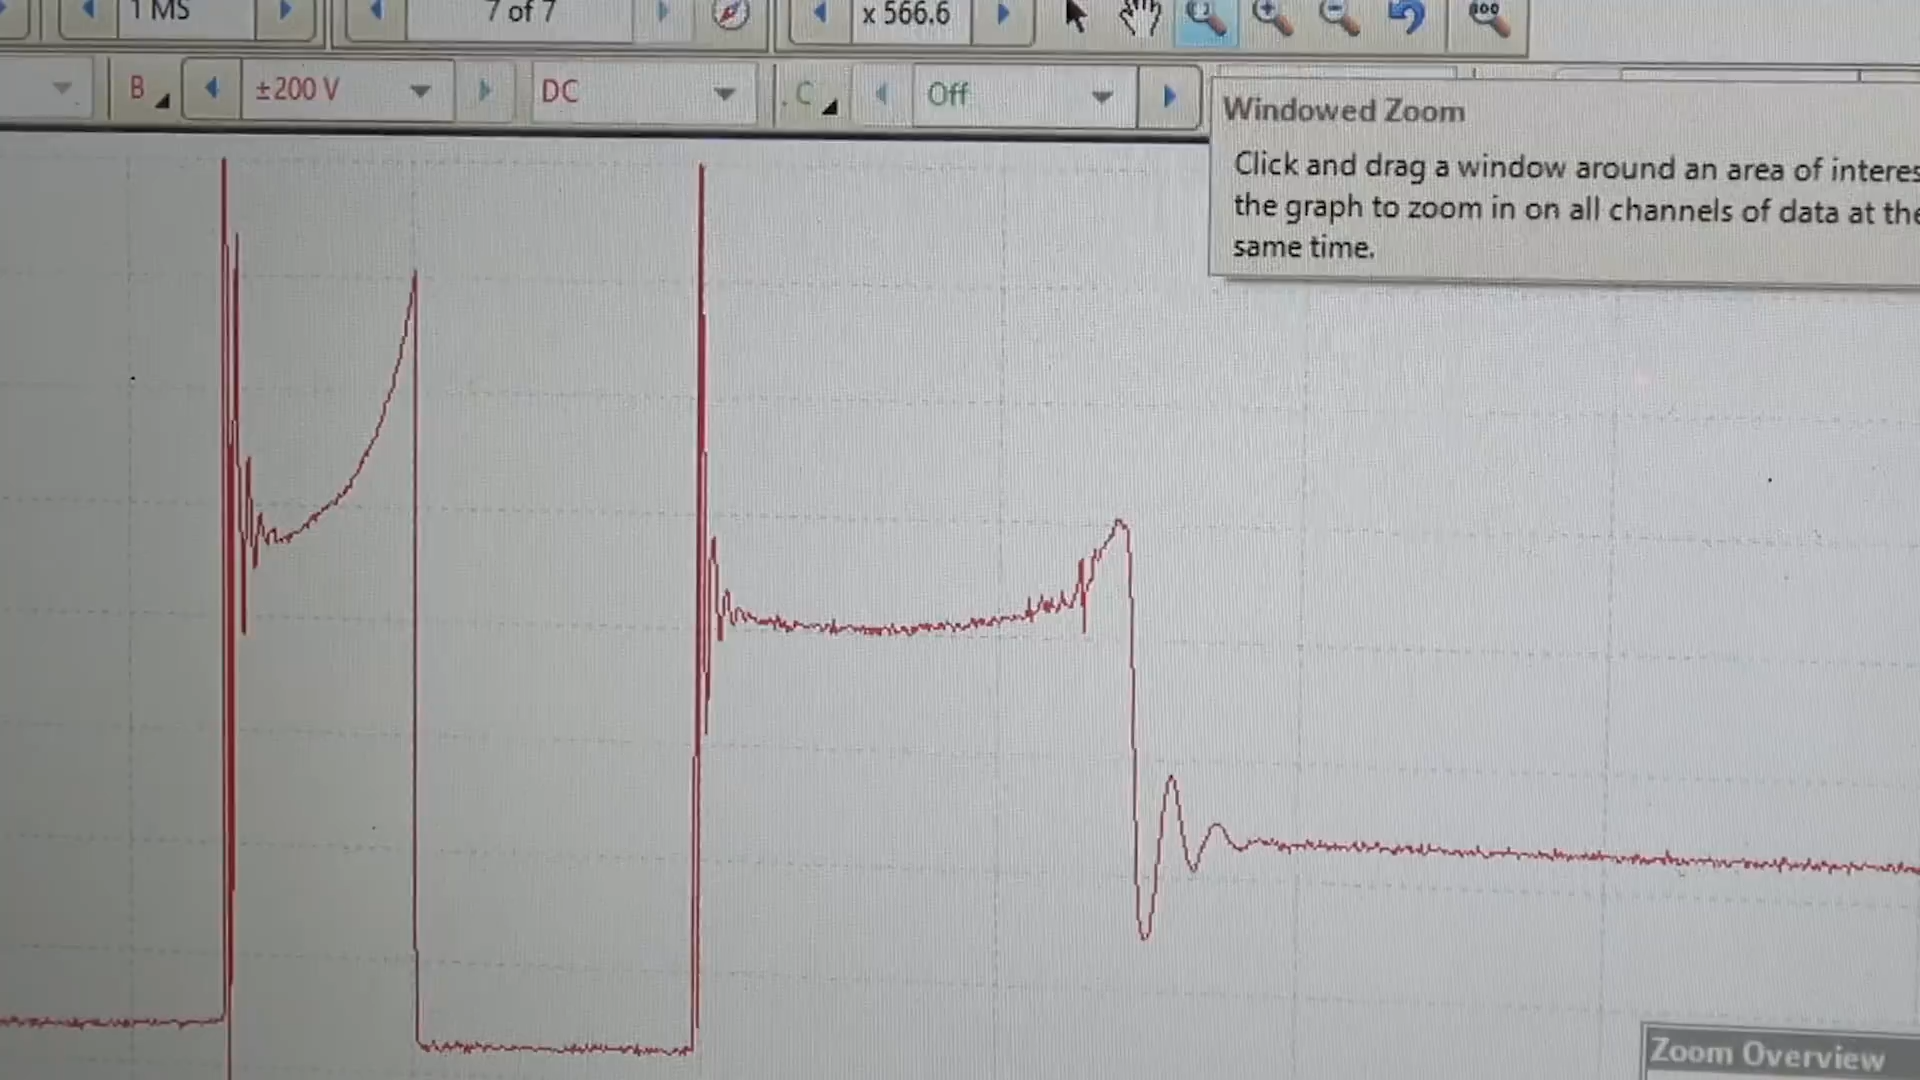 1 MS
7 of 7
x 566.6
B
±200 V
DC
C
Off
Windowed Zoom
Click and drag a window around an area of interes
the graph to zoom in on all channels of data at the
same time.
Zoom Overview